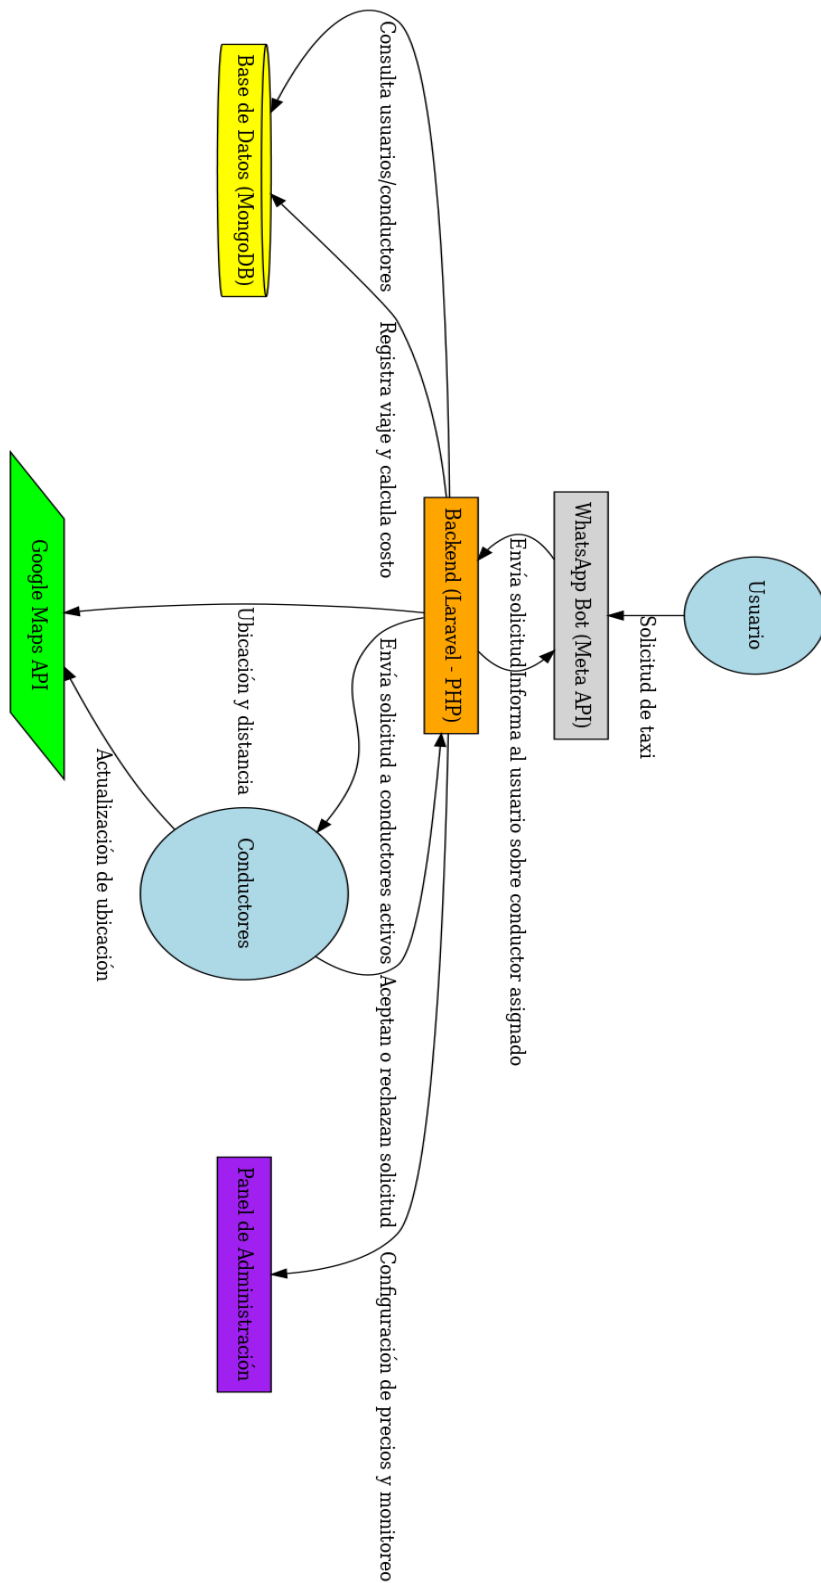 Usuario
Solicitud de taxi
WhatsApp Bot (Meta API)
Envía solicitud
Informa al usuario sobre conductor asignado
Backend (Laravel - PHP)
Consulta usuarios/conductores
Registra viaje y calcula costo
Envía solicitud a conductores activos
Aceptan o rechazan solicitud
Configuración de precios y monitoreo
Base de Datos (MongoDB)
Ubicación y distancia
Conductores
Panel de Administración
Actualización de ubicación
Google Maps API